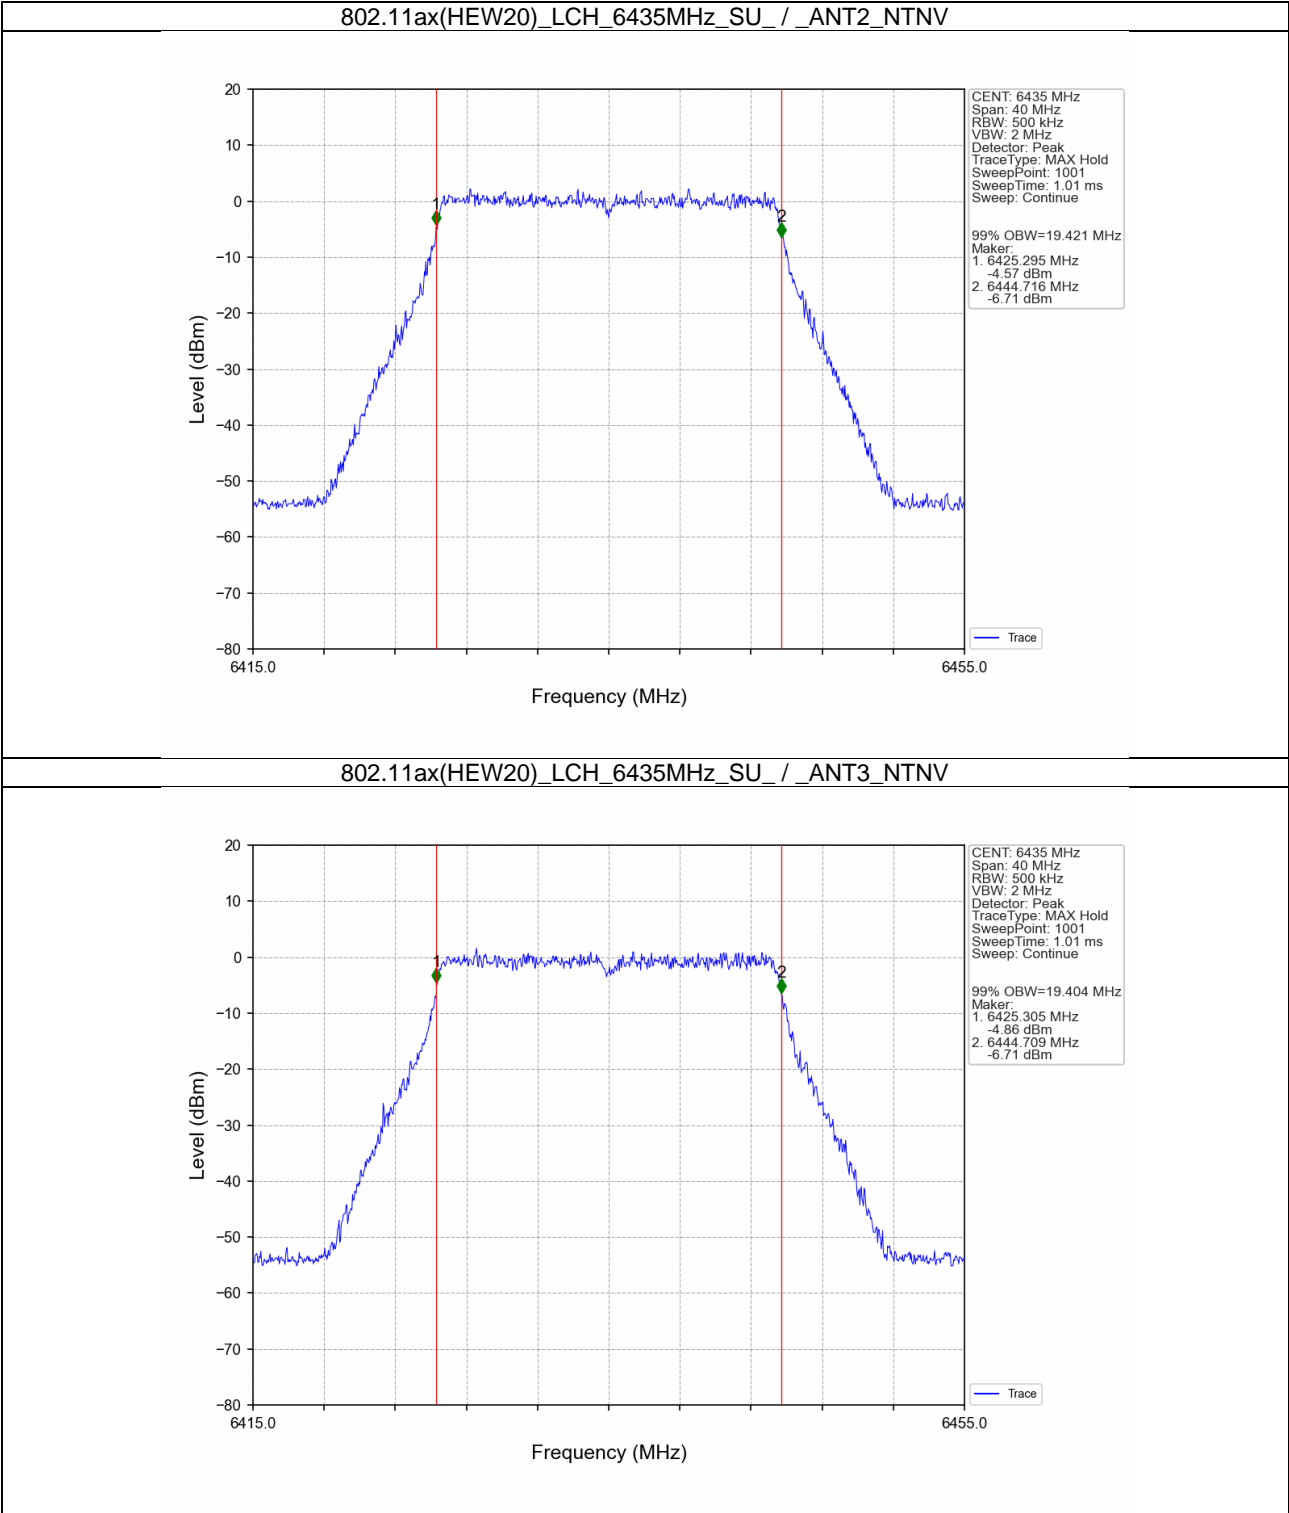 802.11ax(HEW20)_LCH_6435MHz_SU_ / _ANT2_NTNV
20
10
0
−10
−20
−30
−40
−50
−60
−70
−80
Level (dBm)
1
2
6415.0
6455.0
Frequency (MHz)
CENT: 6435 MHz
Span: 40 MHz
RBW: 500 kHz
VBW: 2 MHz
Detector: Peak
TraceType: MAX Hold
SweepPoint: 1001
SweepTime: 1.01 ms
Sweep: Continue
99% OBW=19.421 MHz
Maker:
1. 6425.295 MHz
-4.57 dBm
2. 6444.716 MHz
-6.71 dBm
Trace
802.11ax(HEW20)_LCH_6435MHz_SU_ / _ANT3_NTNV
20
10
0
−10
−20
−30
−40
−50
−60
−70
−80
Level (dBm)
1
2
6415.0
6455.0
Frequency (MHz)
CENT: 6435 MHz
Span: 40 MHz
RBW: 500 kHz
VBW: 2 MHz
Detector: Peak
TraceType: MAX Hold
SweepPoint: 1001
SweepTime: 1.01 ms
Sweep: Continue
99% OBW=19.404 MHz
Maker:
1. 6425.305 MHz
-4.86 dBm
2. 6444.709 MHz
-6.71 dBm
Trace